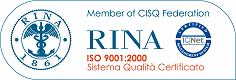 Member of CISQ Federation
RINA
1861
RINA
ISO 9001:2000
Sistema Qualità Certificato
IQNet